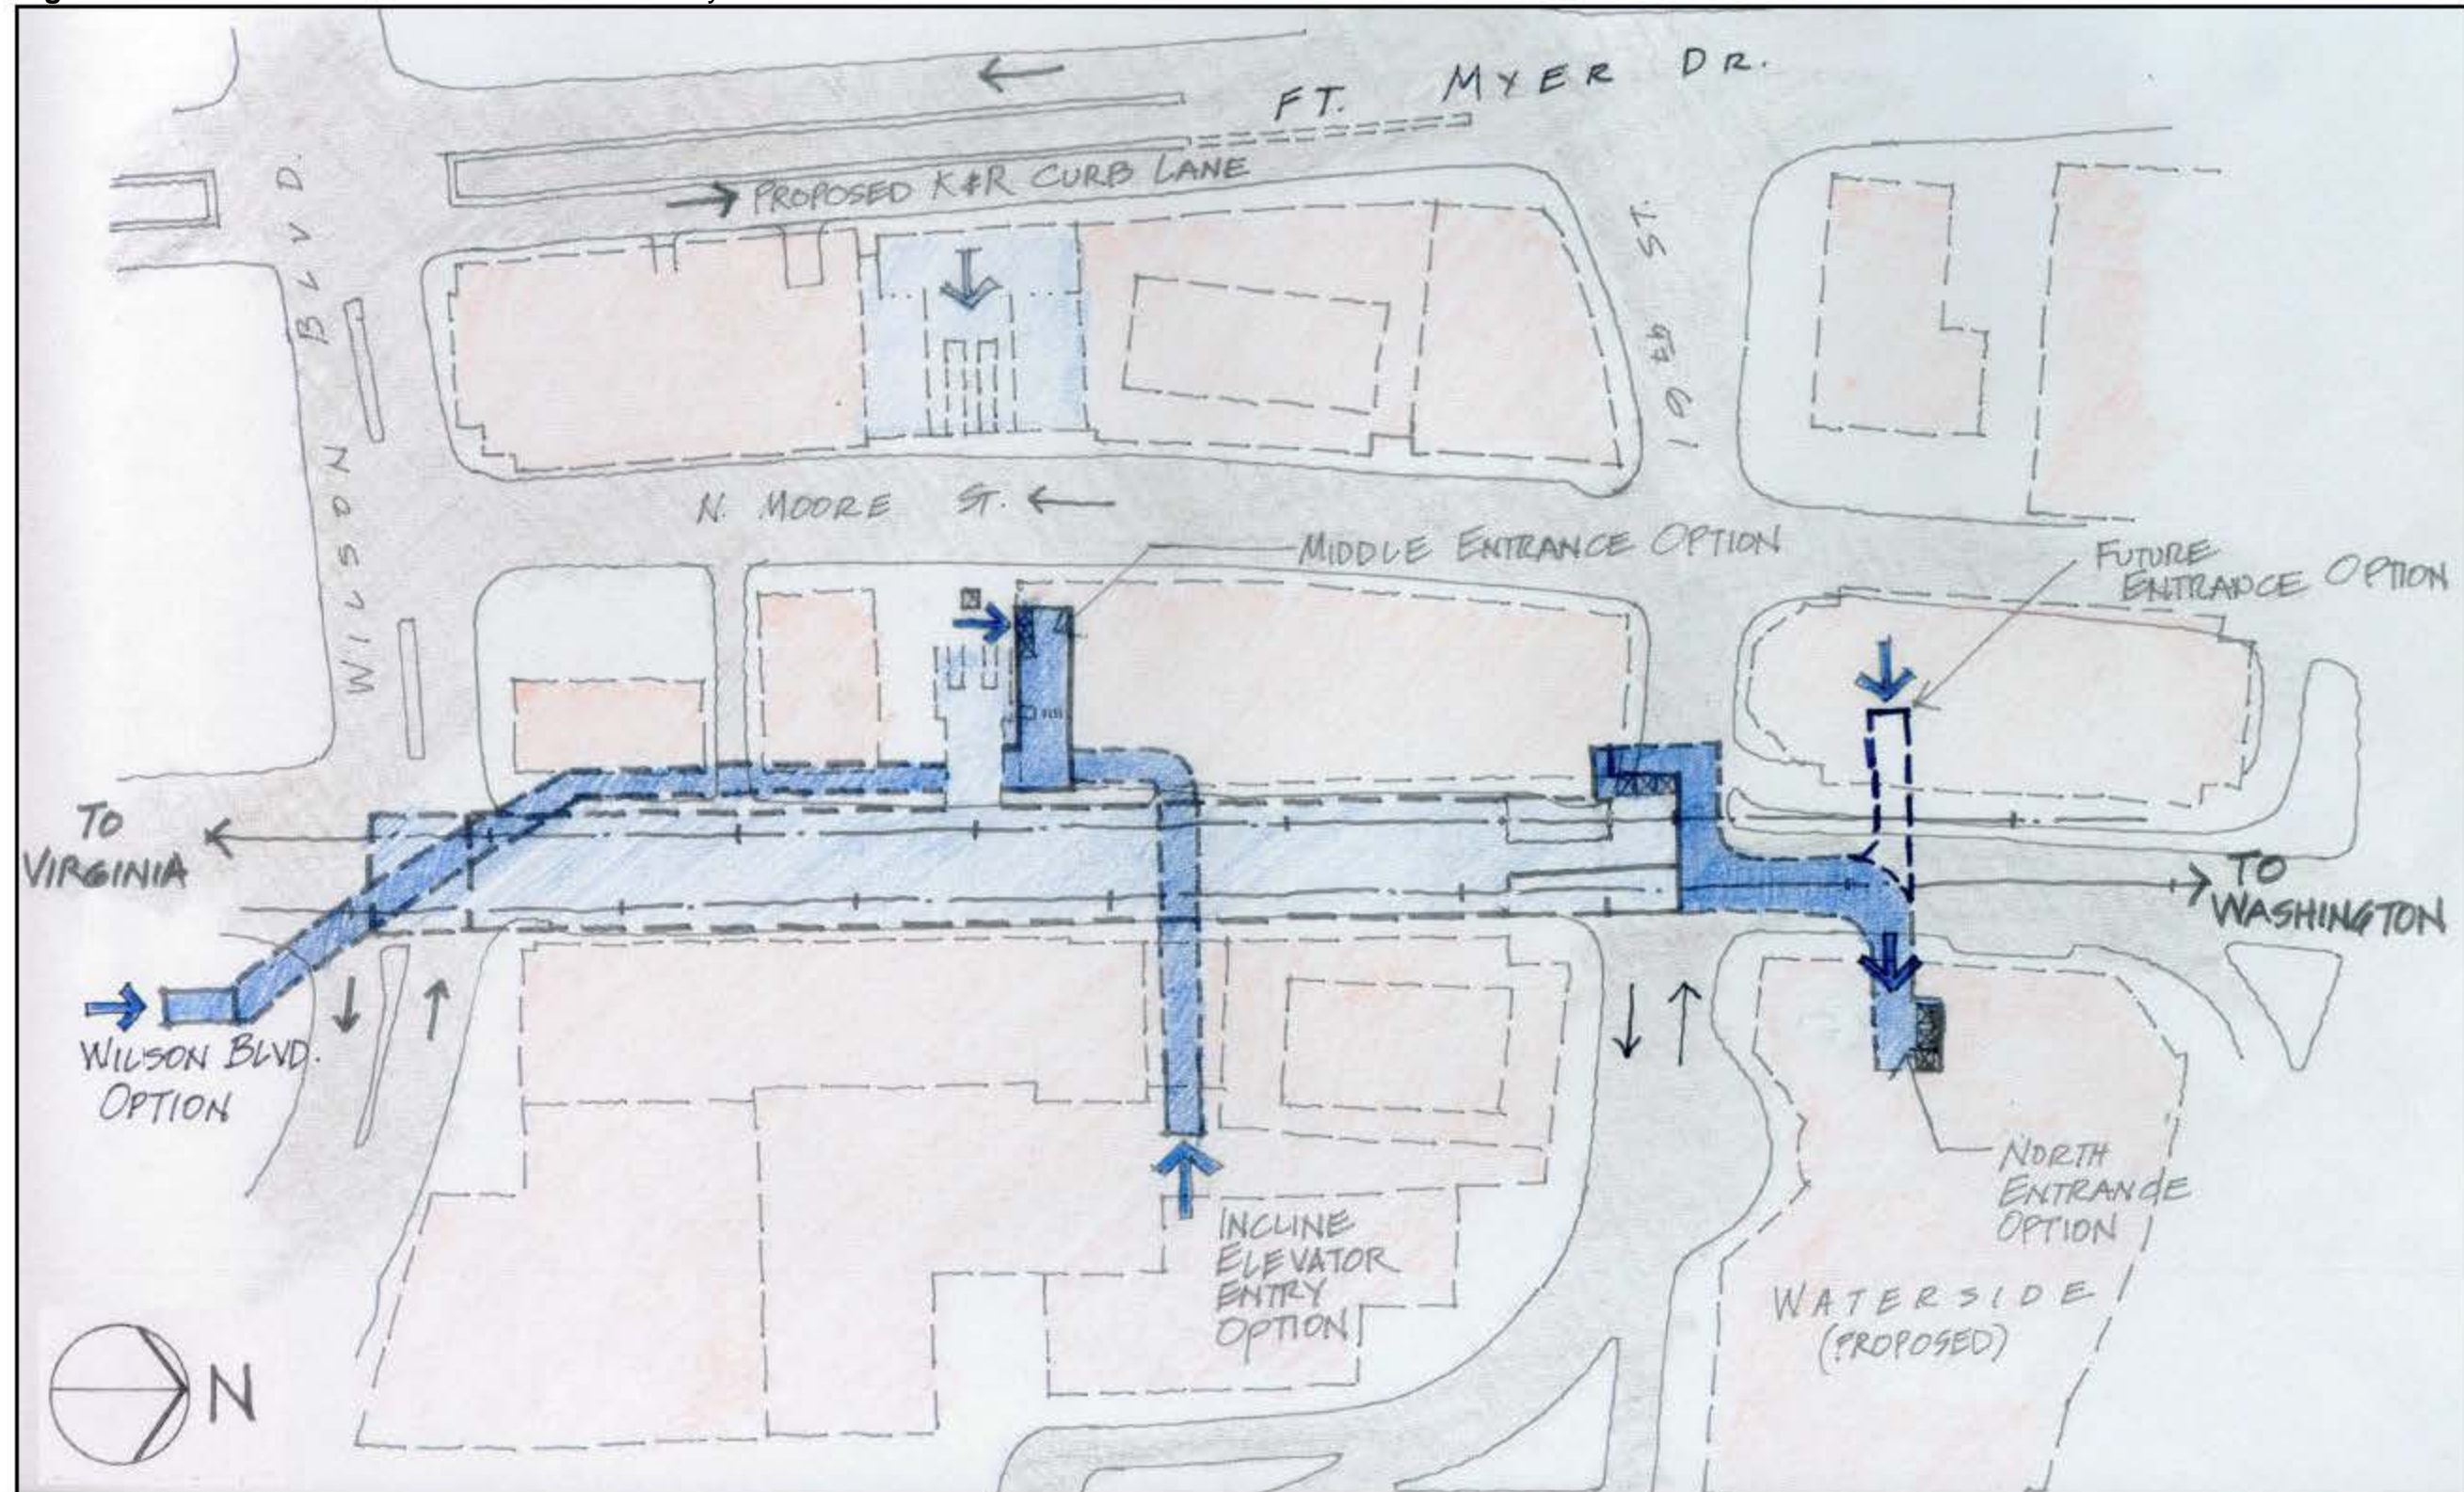 FT. MYER DR.
PROPOSED K&R CURB LANE
WILSON BLVD.
19TH ST.
N. MOORE ST.
MIDDLE ENTRANCE OPTION
FUTURE
ENTRANCE OPTION
TO
VIRGINIA
TO
WASHINGTON
WILSON BLVD.
OPTION
INCLINE
ELEVATOR
ENTRY
OPTION
NORTH
ENTRANCE
OPTION
WATERSIDE
(PROPOSED)
N